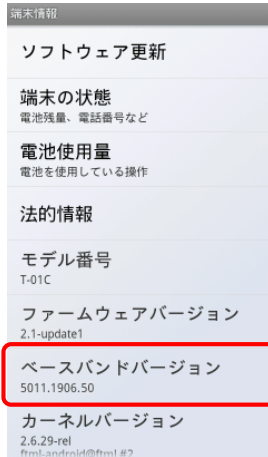 端末情報
ソフトウェア更新
端末の状態
電池残量、電話番号など
電池使用量
電池を使用している操作
法的情報
モデル番号
T-01C
ファームウェアバージョン
2.1-update1
ベースバンドバージョン
5011.1906.50
カーネルバージョン
2.6.29-rel
ftml-android@ftml #2